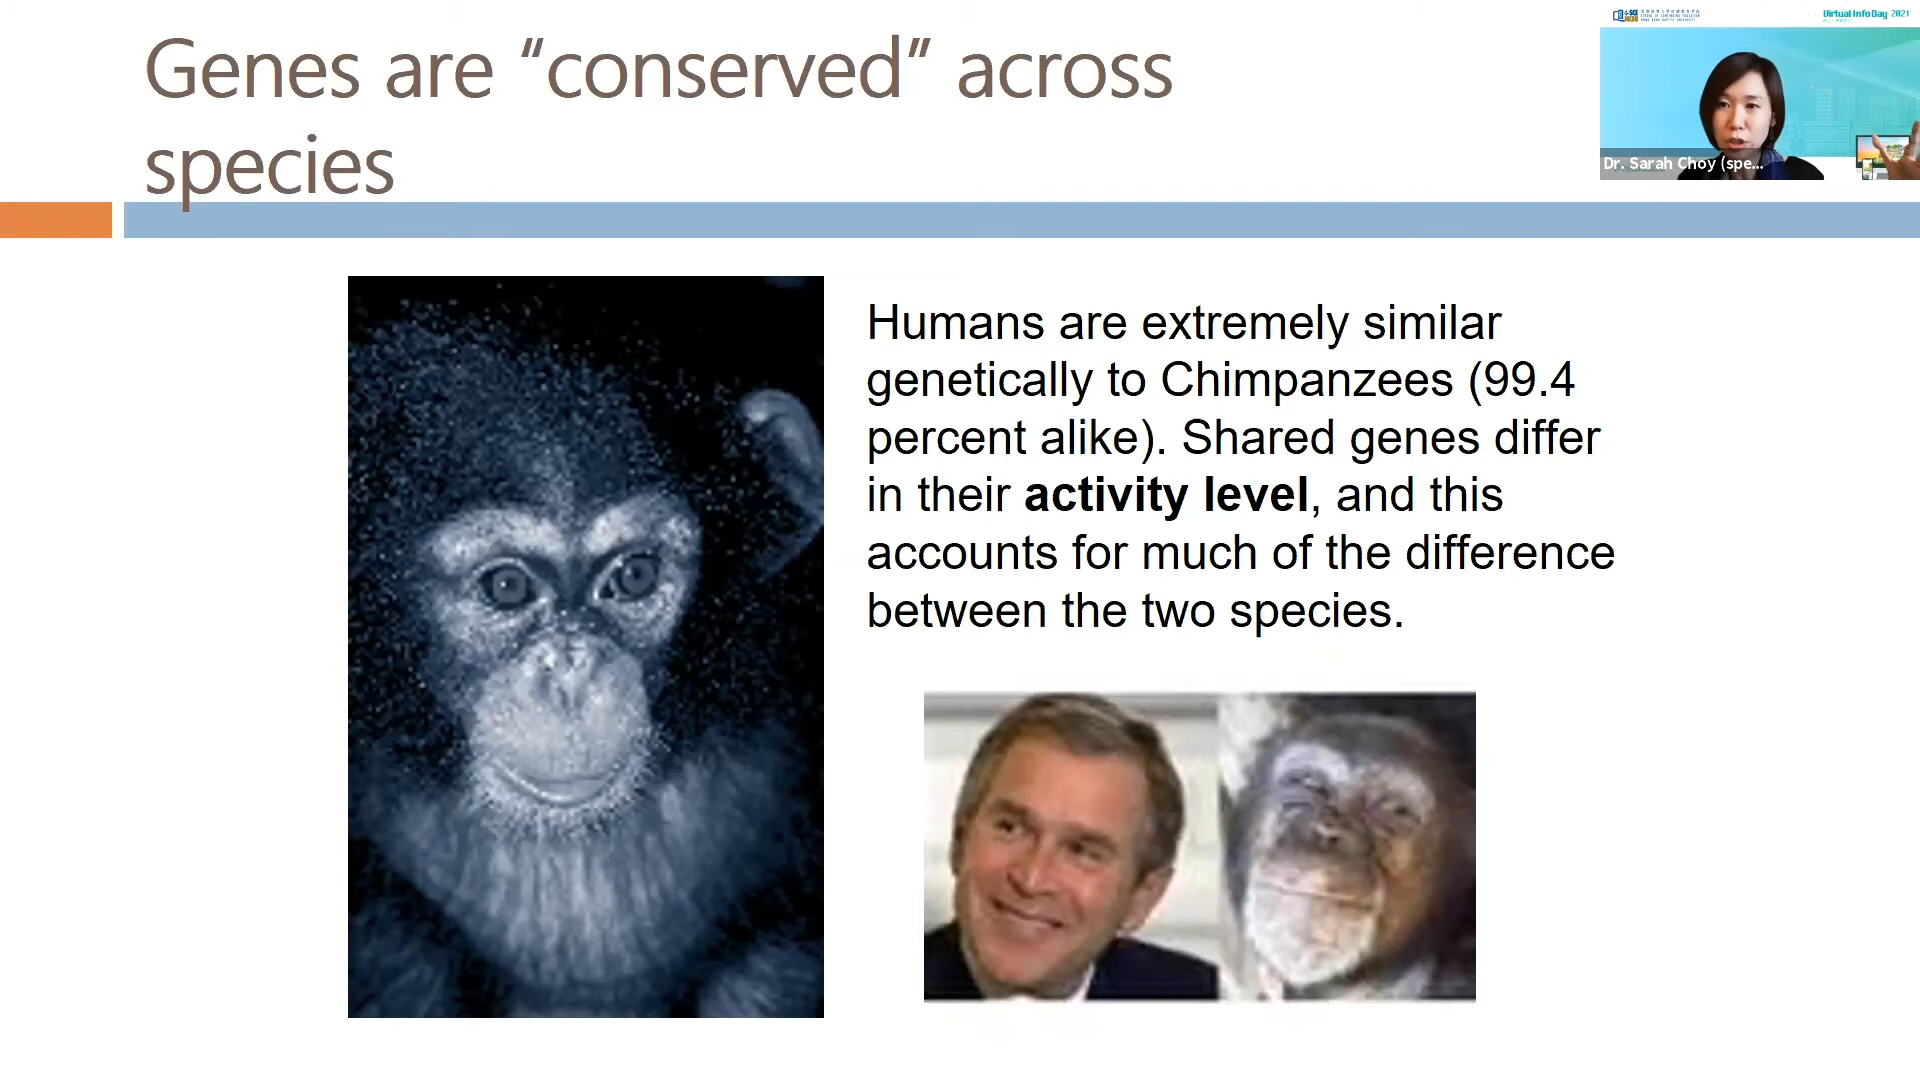 Genes are “conserved” across
species
Virtual Info Day 2021
Dr. Sarah Choy (spe...
Humans are extremely similar
genetically to Chimpanzees (99.4
percent alike). Shared genes differ
in their activity level, and this
accounts for much of the difference
between the two species.